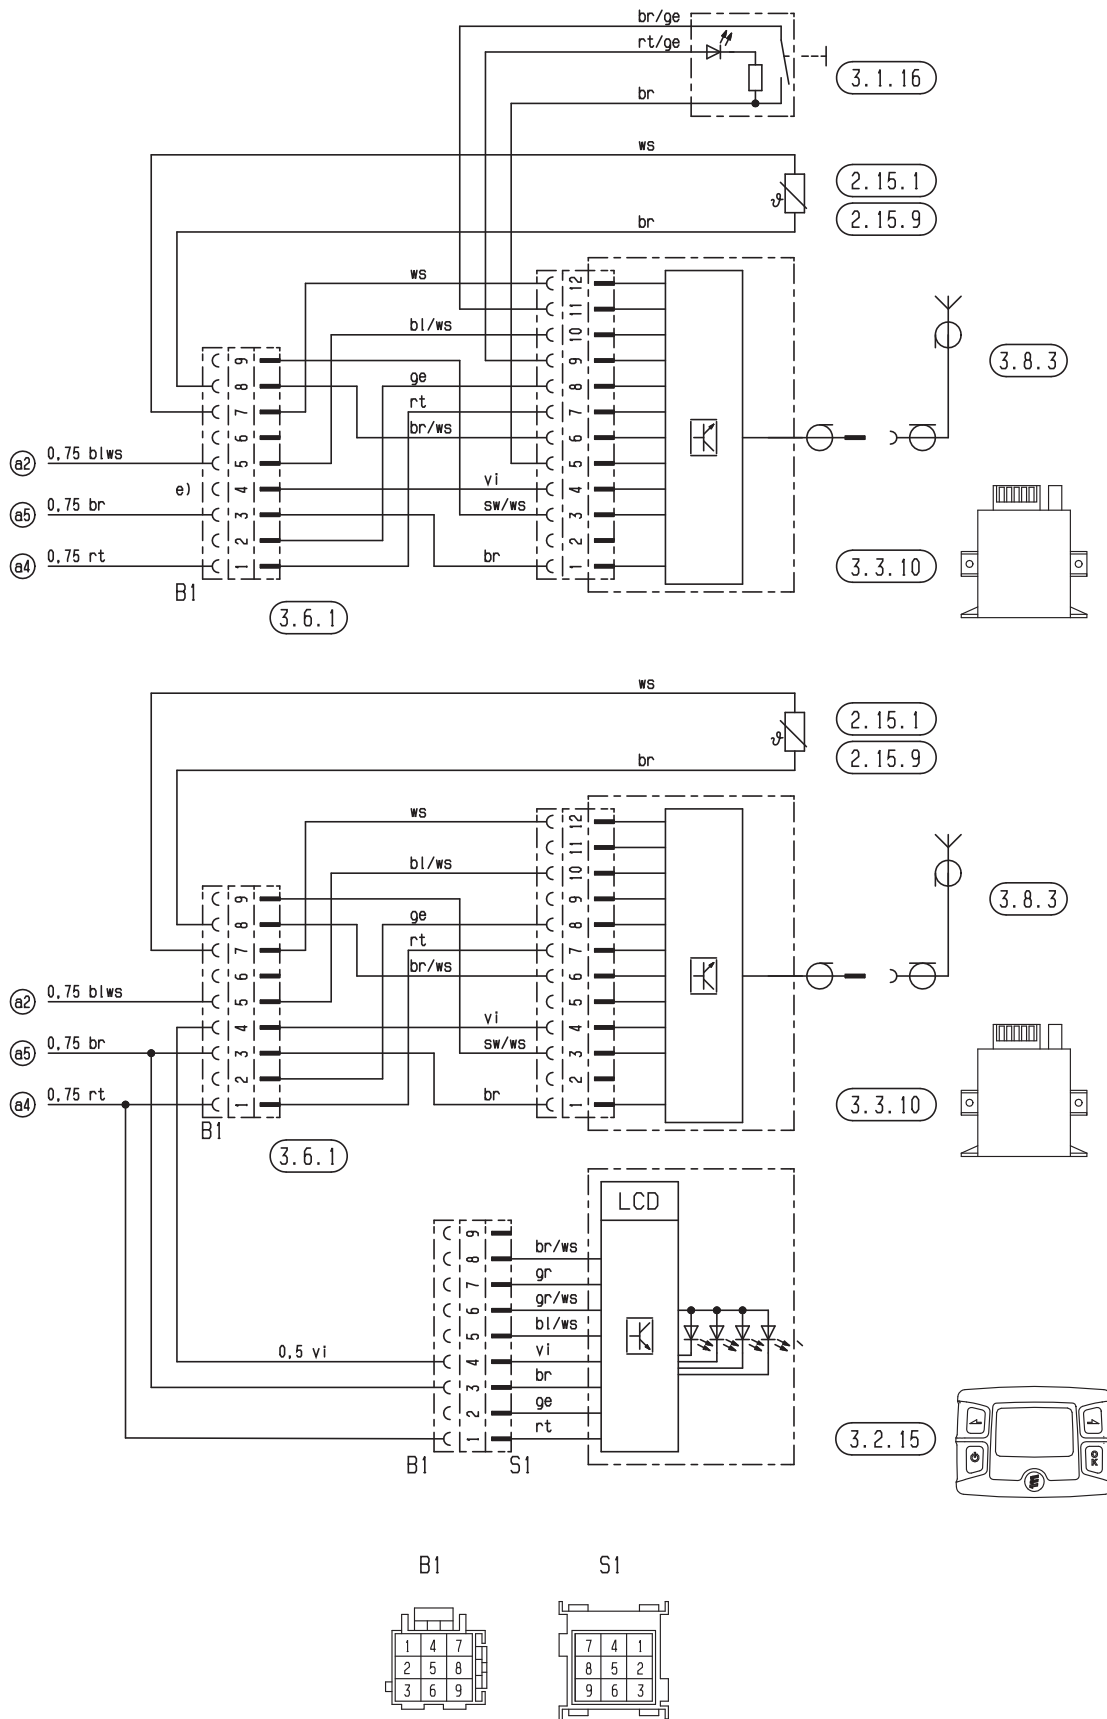 br/ge
rt/ge
br
3.1.16
ws
2.15.1
ϑ
2.15.9
br
ws
bl/ws
ge
rt
br/ws
vi
sw/ws
br
12
11
10
9
8
7
6
5
4
3
2
1
9
8
7
6
5
4
3
2
1
a2 0,75 blws
e)
a5 0,75 br
a4 0,75 rt
B1
3.6.1
3.8.3
3.3.10
ws
2.15.1
ϑ
2.15.9
br
ws
bl/ws
ge
rt
br/ws
vi
sw/ws
br
12
11
10
9
8
7
6
5
4
3
2
1
9
8
7
6
5
4
3
2
1
a2 0,75 blws
a5 0,75 br
a4 0,75 rt
B1
3.6.1
3.8.3
3.3.10
LCD
9
8
7
6
5
4
3
2
1
br/ws
gr
gr/ws
bl/ws
vi
br
ge
rt
0,5 vi
B1 S1
3.2.15
OK
B1 S1
1 4 7
2 5 8
3 6 9
7 4 1
8 5 2
9 6 3